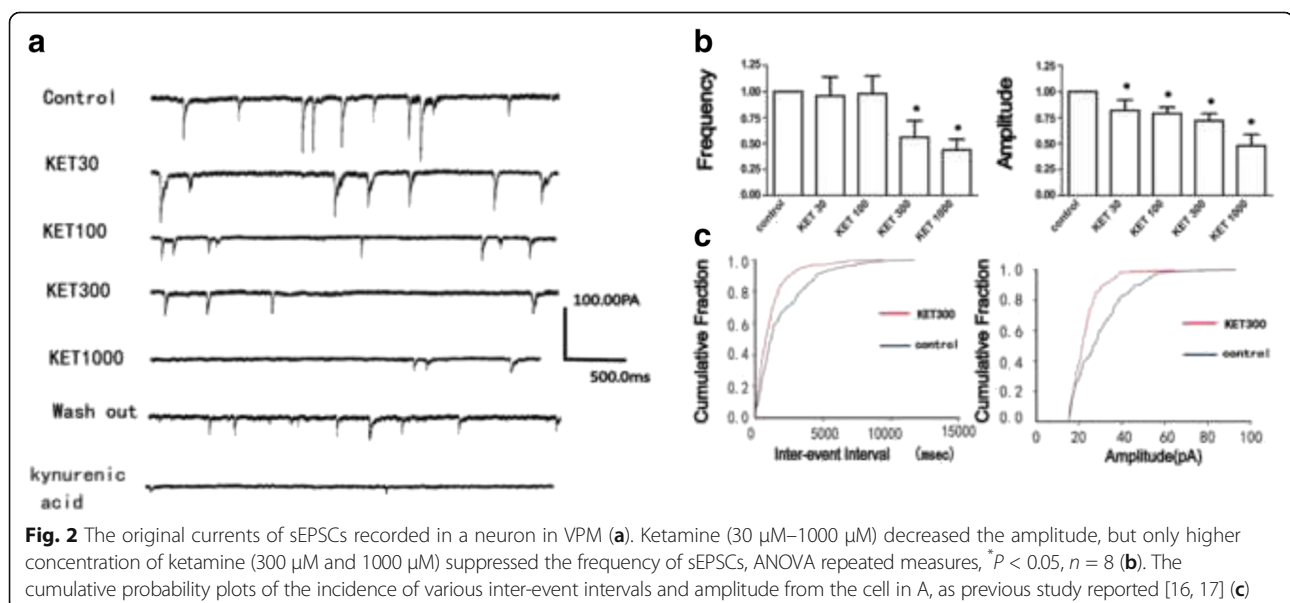 a
Control
KET30
KET100
KET300
KET1000
Wash out
kynurenic
acid
100.00PA
500.0ms
b
Frequency
1.25
1.00
0.75
0.50
0.25
0.00
* *
control KET 30 KET 100 KET 300 KET 1000
Amplitude
1.25
1.00
0.75
0.50
0.25
0.00
* * * *
control KET 30 KET 100 KET 300 KET 1000
c
Cumulative Fraction
1.0
0.8
0.6
0.4
0.2
0.0
KET300
control
0 5000 10000 15000
Inter-event Interval (msec)
Cumulative Fraction
1.0
0.8
0.6
0.4
0.2
0.0
KET300
control
0 20 40 60 80 100
Amplitude(pA)
Fig. 2 The original currents of sEPSCs recorded in a neuron in VPM (a). Ketamine (30 μM–1000 μM) decreased the amplitude, but only higher
concentration of ketamine (300 μM and 1000 μM) suppressed the frequency of sEPSCs, ANOVA repeated measures, *P < 0.05, n = 8 (b). The
cumulative probability plots of the incidence of various inter-event intervals and amplitude from the cell in A, as previous study reported [16, 17] (c)